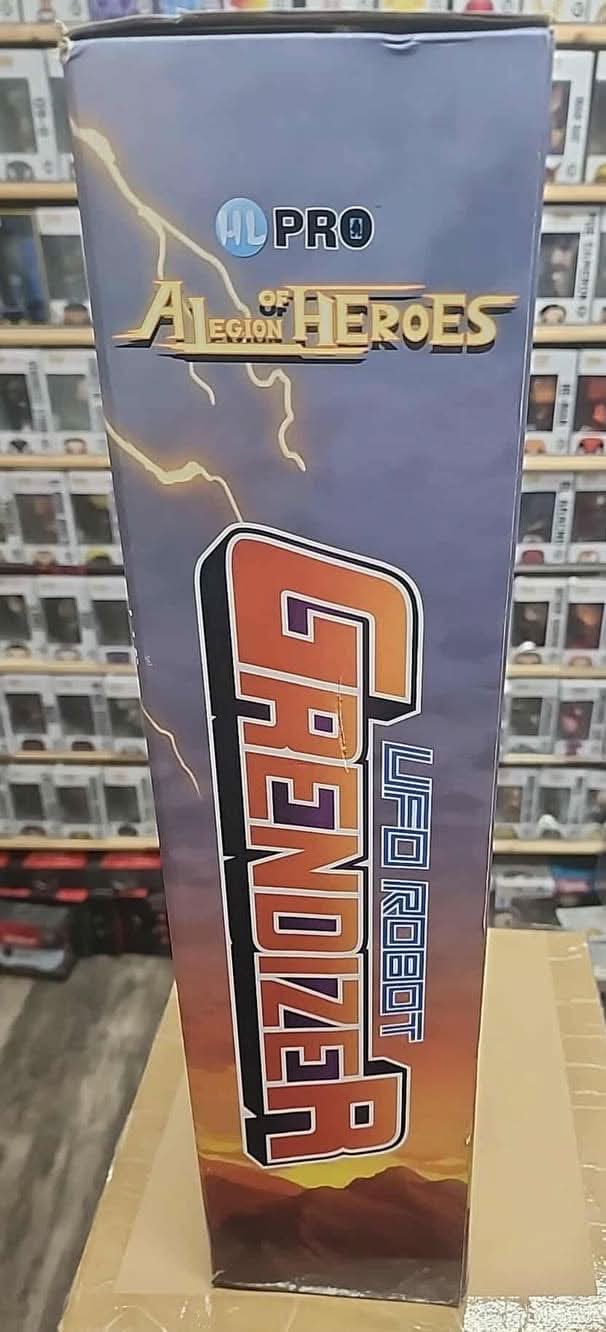 HL PRO
A LEGION OF HEROES
UFO ROBOT
GRENDIZER